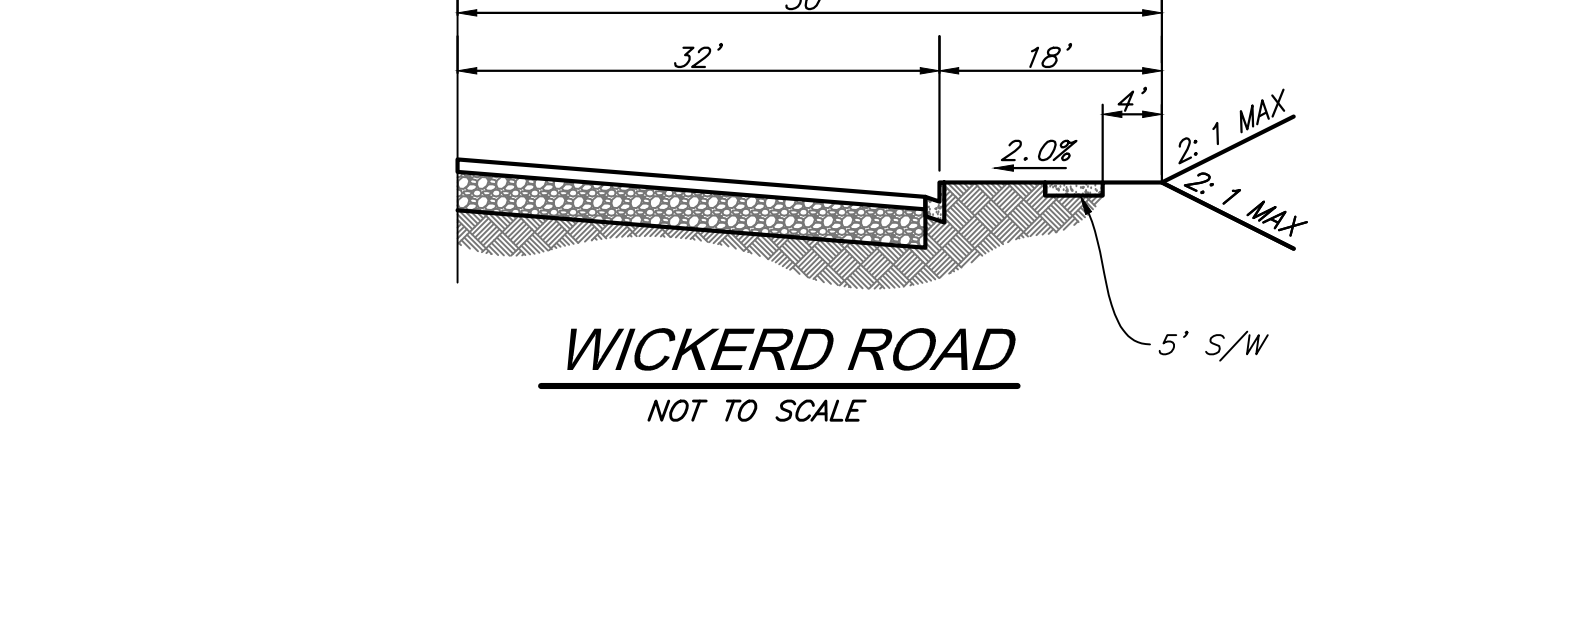 32' 18'
4'
2.0%
2:1 MAX
2:1 MAX
5' S/W
WICKERD ROAD
NOT TO SCALE